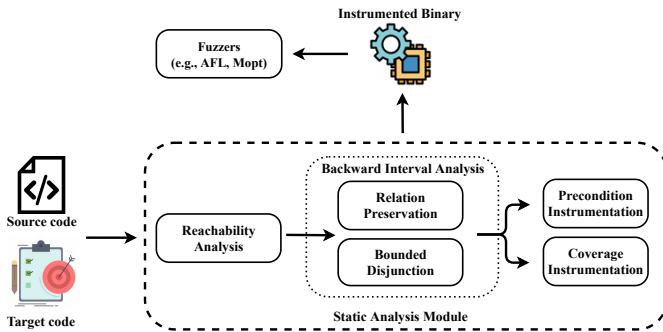 Instrumented Binary
Fuzzers
(e.g., AFL, Mopt)
Source code
Target code
Reachability
Analysis
Backward Interval Analysis
Relation
Preservation
Bounded
Disjunction
Precondition
Instrumentation
Coverage
Instrumentation
Static Analysis Module